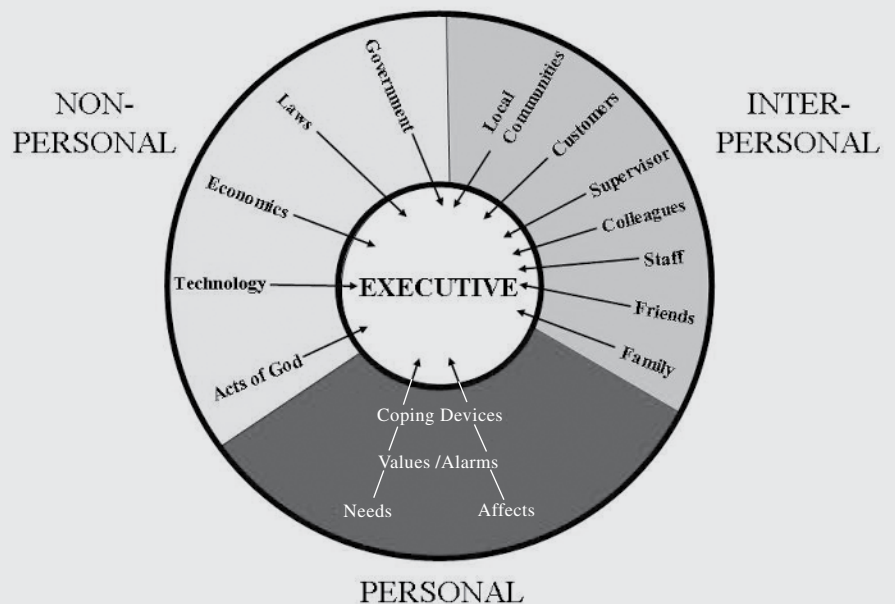 NON-
PERSONAL
INTER-
PERSONAL
Government
Laws
Economics
Technology
Acts of God
Local
Communities
Customers
Supervisor
Colleagues
Staff
Friends
Family
EXECUTIVE
Coping Devices
Values /Alarms
Needs
Affects
PERSONAL